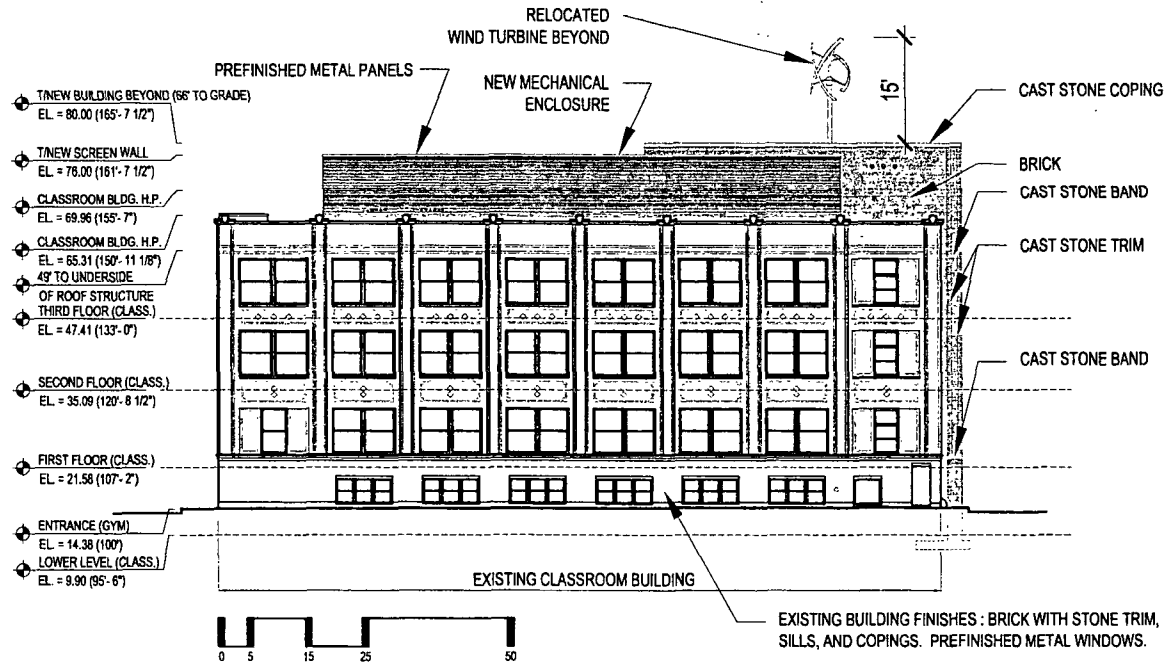 RELOCATED
WIND TURBINE BEYOND
15'
PREFINISHED METAL PANELS
NEW MECHANICAL
ENCLOSURE
CAST STONE COPING
BRICK
CAST STONE BAND
CAST STONE TRIM
CAST STONE BAND
T/NEW BUILDING BEYOND (66' TO GRADE)
EL. = 80.00 (165'- 7 1/2")
T/NEW SCREEN WALL
EL. = 76.00 (161'- 7 1/2")
CLASSROOM BLDG. H.P.
EL. = 69.96 (155'- 7")
CLASSROOM BLDG. H.P.
EL. = 65.31 (150'- 11 1/8")
49' TO UNDERSIDE
OF ROOF STRUCTURE
THIRD FLOOR (CLASS.)
EL. = 47.41 (133'- 0")
SECOND FLOOR (CLASS.)
EL. = 35.09 (120'- 8 1/2")
FIRST FLOOR (CLASS.)
EL. = 21.58 (107'- 2")
ENTRANCE (GYM)
EL. = 14.38 (100')
LOWER LEVEL (CLASS.)
EL. = 9.90 (95'- 6")
EXISTING CLASSROOM BUILDING
EXISTING BUILDING FINISHES : BRICK WITH STONE TRIM,
SILLS, AND COPINGS. PREFINISHED METAL WINDOWS.
0 5 15 25 50